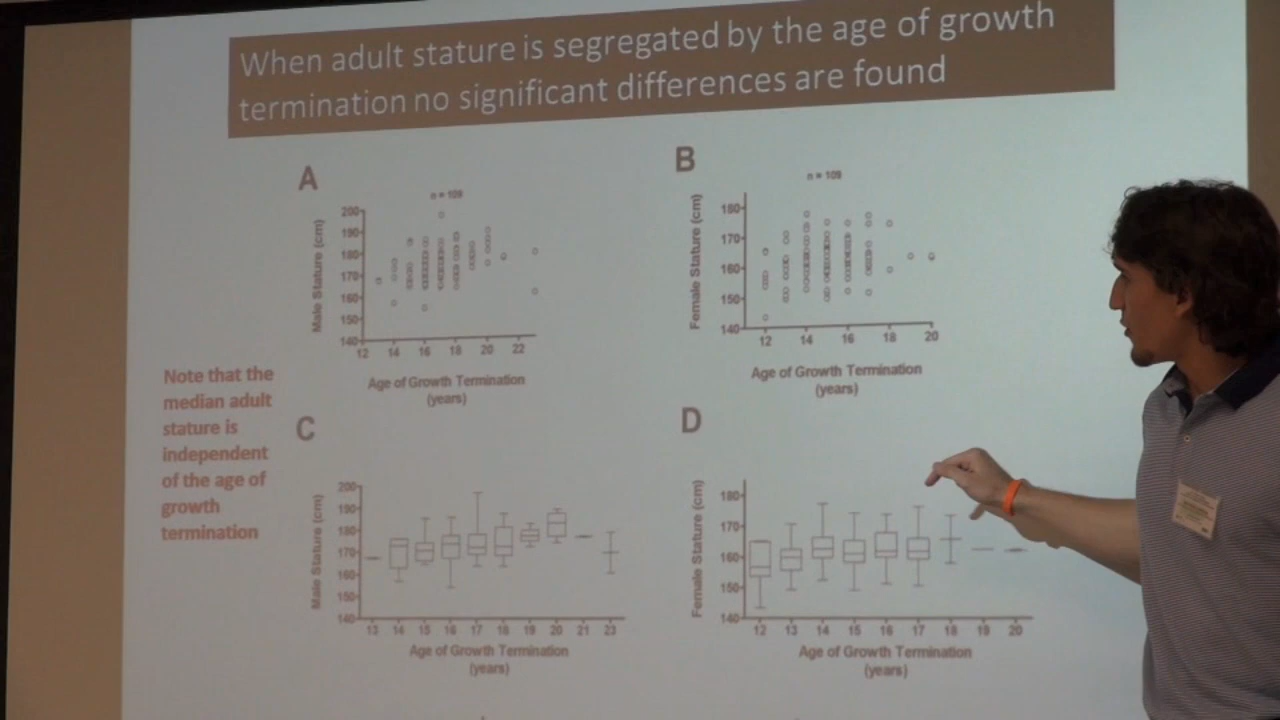 When adult stature is segregated by the age of growth
termination no significant differences are found
A
n = 109
Male Stature (cm)
200
190
180
170
160
150
140
12 14 16 18 20 22
Age of Growth Termination
(years)
B
n = 109
Female Stature (cm)
180
170
160
150
140
12 14 16 18 20
Age of Growth Termination
(years)
Note that the
median adult
stature is
independent
of the age of
growth
termination
C
Male Stature (cm)
200
190
180
170
160
150
140
13 14 15 16 17 18 19 20 21 23
Age of Growth Termination
(years)
D
Female Stature (cm)
180
170
160
150
140
12 13 14 15 16 17 18 19 20
Age of Growth Termination
(years)